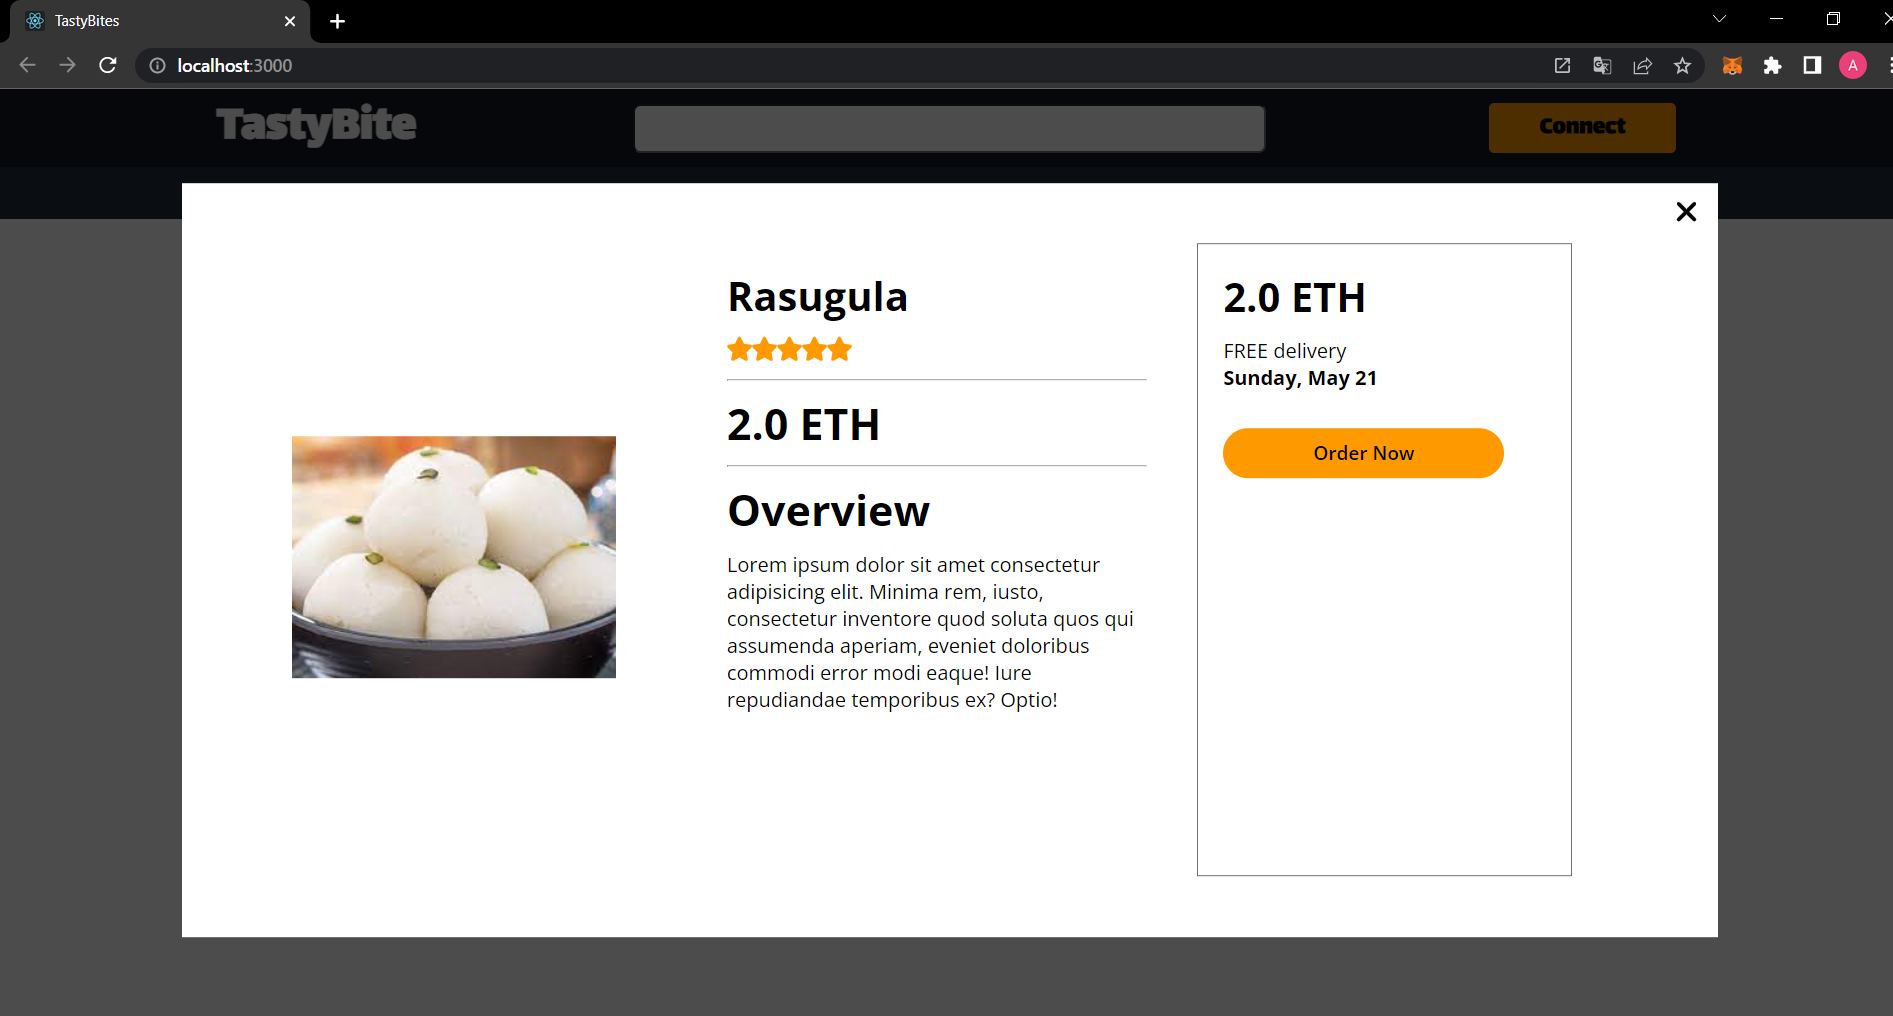 TastyBites
localhost:3000
A
TastyBite
Connect
Rasugula
2.0 ETH
Overview
Lorem ipsum dolor sit amet consectetur
adipisicing elit. Minima rem, iusto,
consectetur inventore quod soluta quos qui
assumenda aperiam, eveniet doloribus
commodi error modi eaque! Iure
repudiandae temporibus ex? Optio!
2.0 ETH
FREE delivery
Sunday, May 21
Order Now